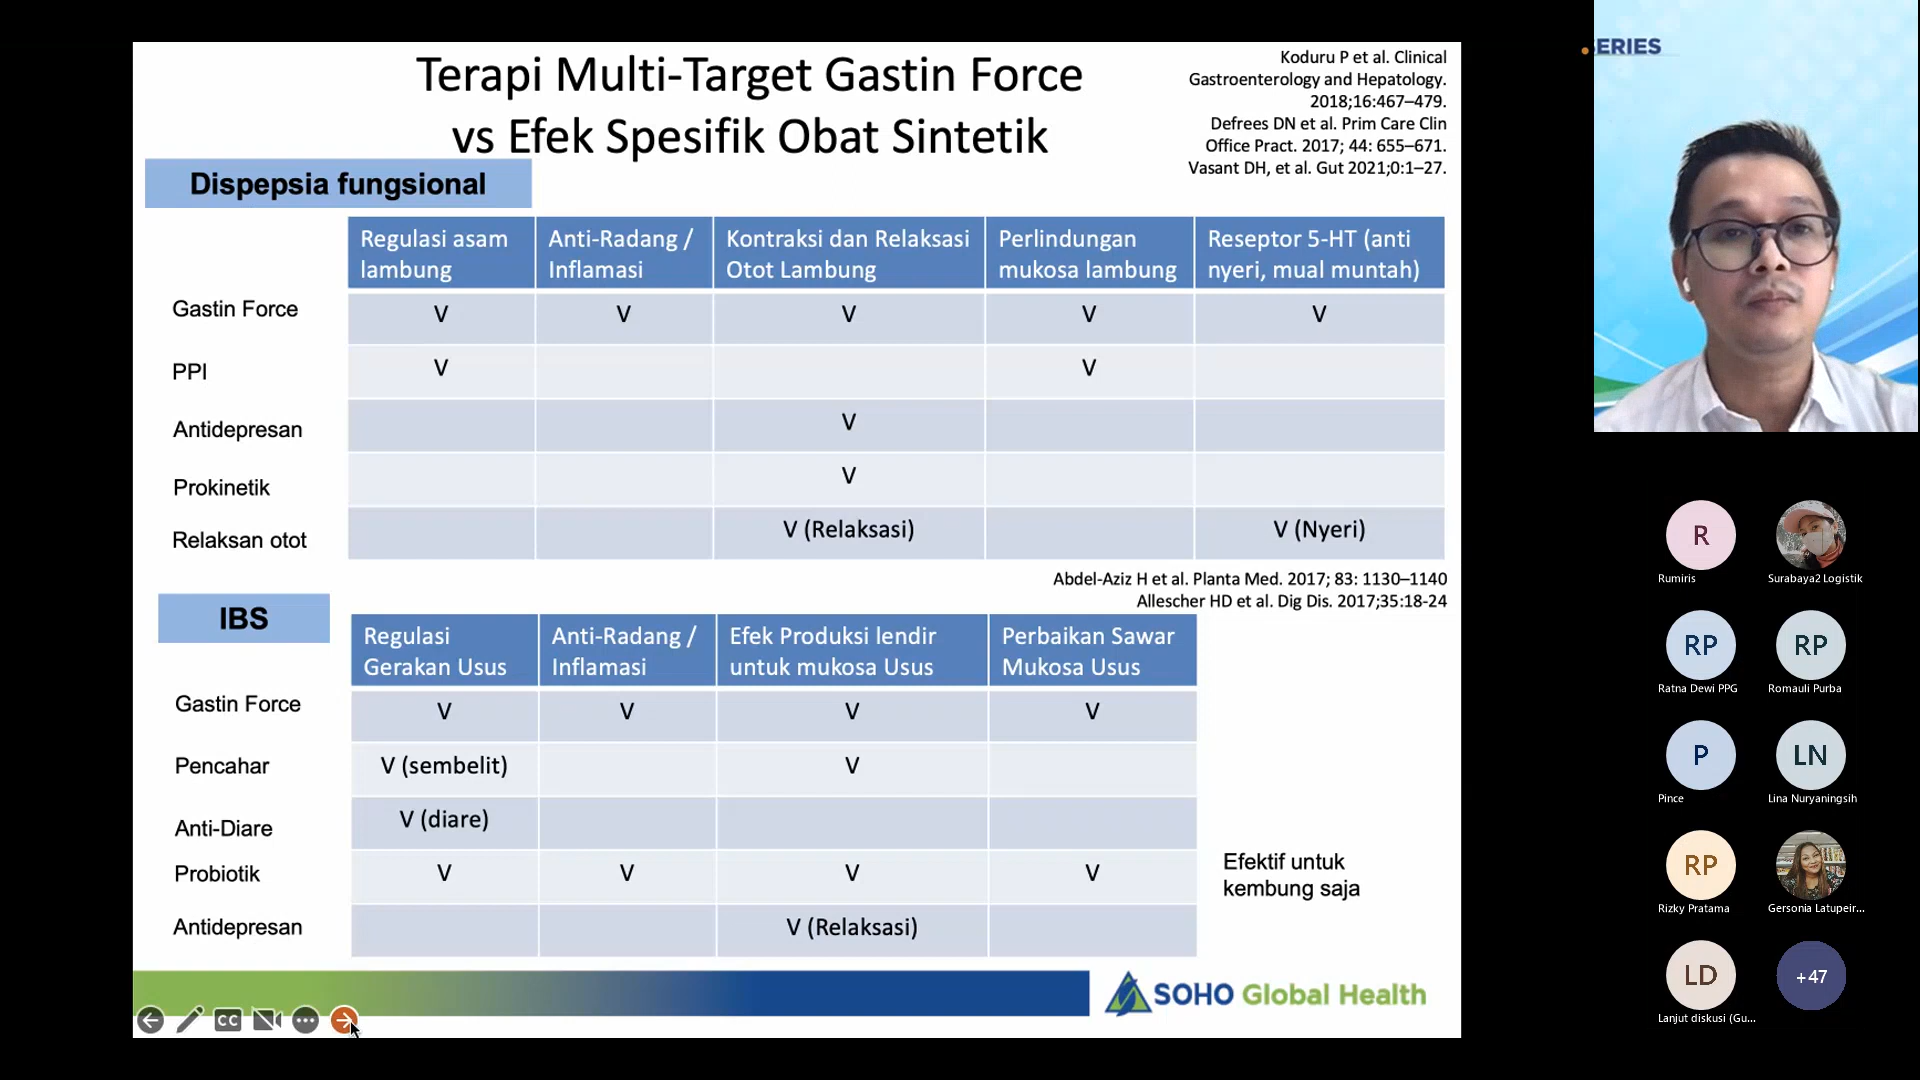 Terapi Multi-Target Gastin Force
vs Efek Spesifik Obat Sintetik
Koduru P et al. Clinical
Gastroenterology and Hepatology.
2018;16:467–479.
Defrees DN et al. Prim Care Clin
Office Pract. 2017; 44: 655–671.
Vasant DH, et al. Gut 2021;0:1–27.
Dispepsia fungsional
Regulasi asam lambung
Anti-Radang / Inflamasi
Kontraksi dan Relaksasi Otot Lambung
Perlindungan mukosa lambung
Reseptor 5-HT (anti nyeri, mual muntah)
Gastin Force V V V V V
PPI V V
Antidepresan V
Prokinetik V
Relaksan otot V (Relaksasi) V (Nyeri)
Abdel-Aziz H et al. Planta Med. 2017; 83: 1130–1140
Allescher HD et al. Dig Dis. 2017;35:18-24
IBS
Regulasi Gerakan Usus
Anti-Radang / Inflamasi
Efek Produksi lendir untuk mukosa Usus
Perbaikan Sawar Mukosa Usus
Gastin Force V V V V
Pencahar V (sembelit) V
Anti-Diare V (diare)
Probiotik V V V V
Efektif untuk
kembung saja
Antidepresan V (Relaksasi)
SOHO Global Health
CC
ERIES
R
Rumiris
Surabaya2 Logistik
RP
Ratna Dewi PPG
RP
Romauli Purba
P
Pince
LN
Lina Nuryaningsih
RP
Rizky Pratama
Gersonia Latupeir...
LD
Lanjut diskusi (Gu...
+47